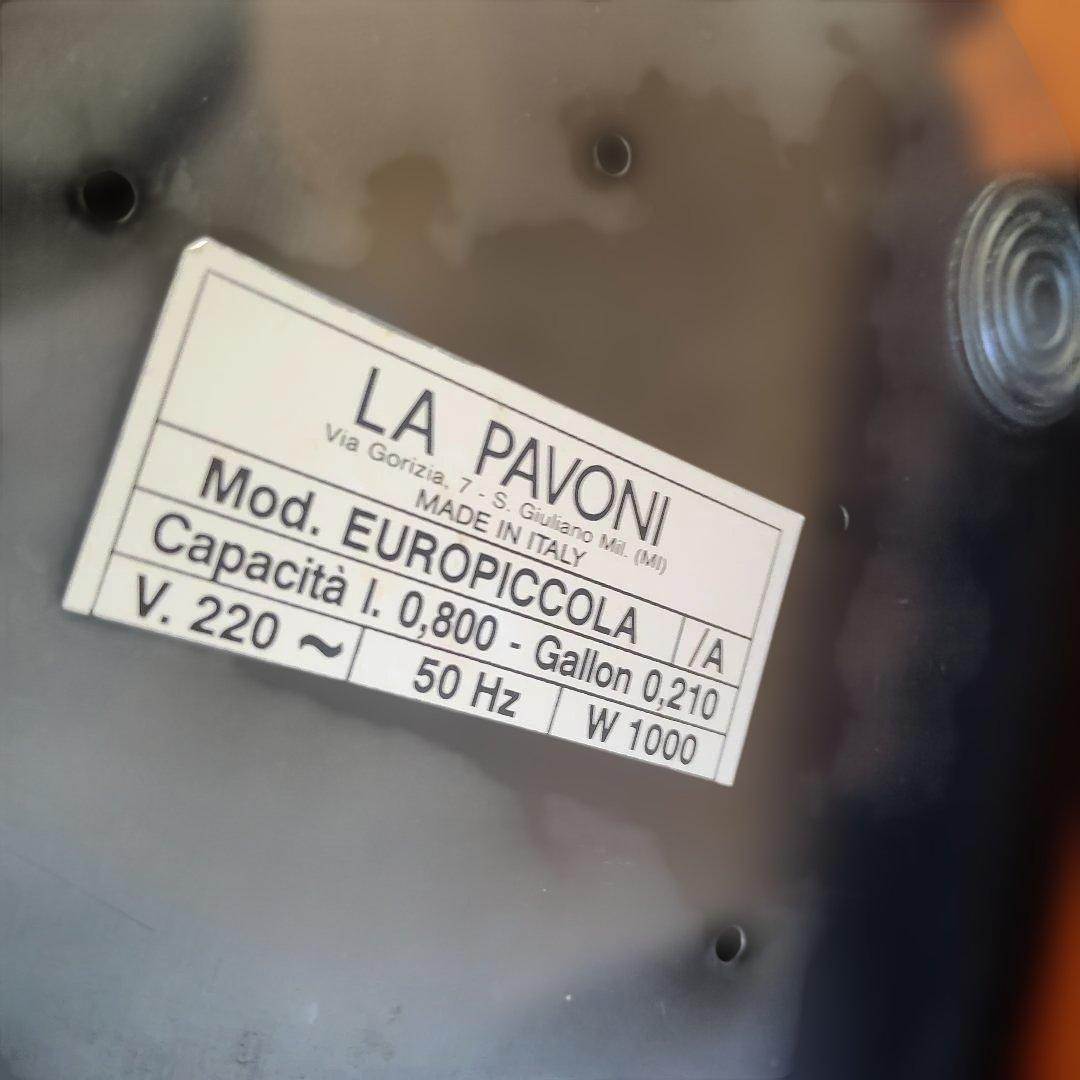 LA PAVONI
Via Gorizia, 7 - S. Giuliano Mil. (MI)
MADE IN ITALY
Mod. EUROPICCOLA /A
Capacità l. 0,800 - Gallon 0,210
V. 220 ~ 50 Hz W 1000